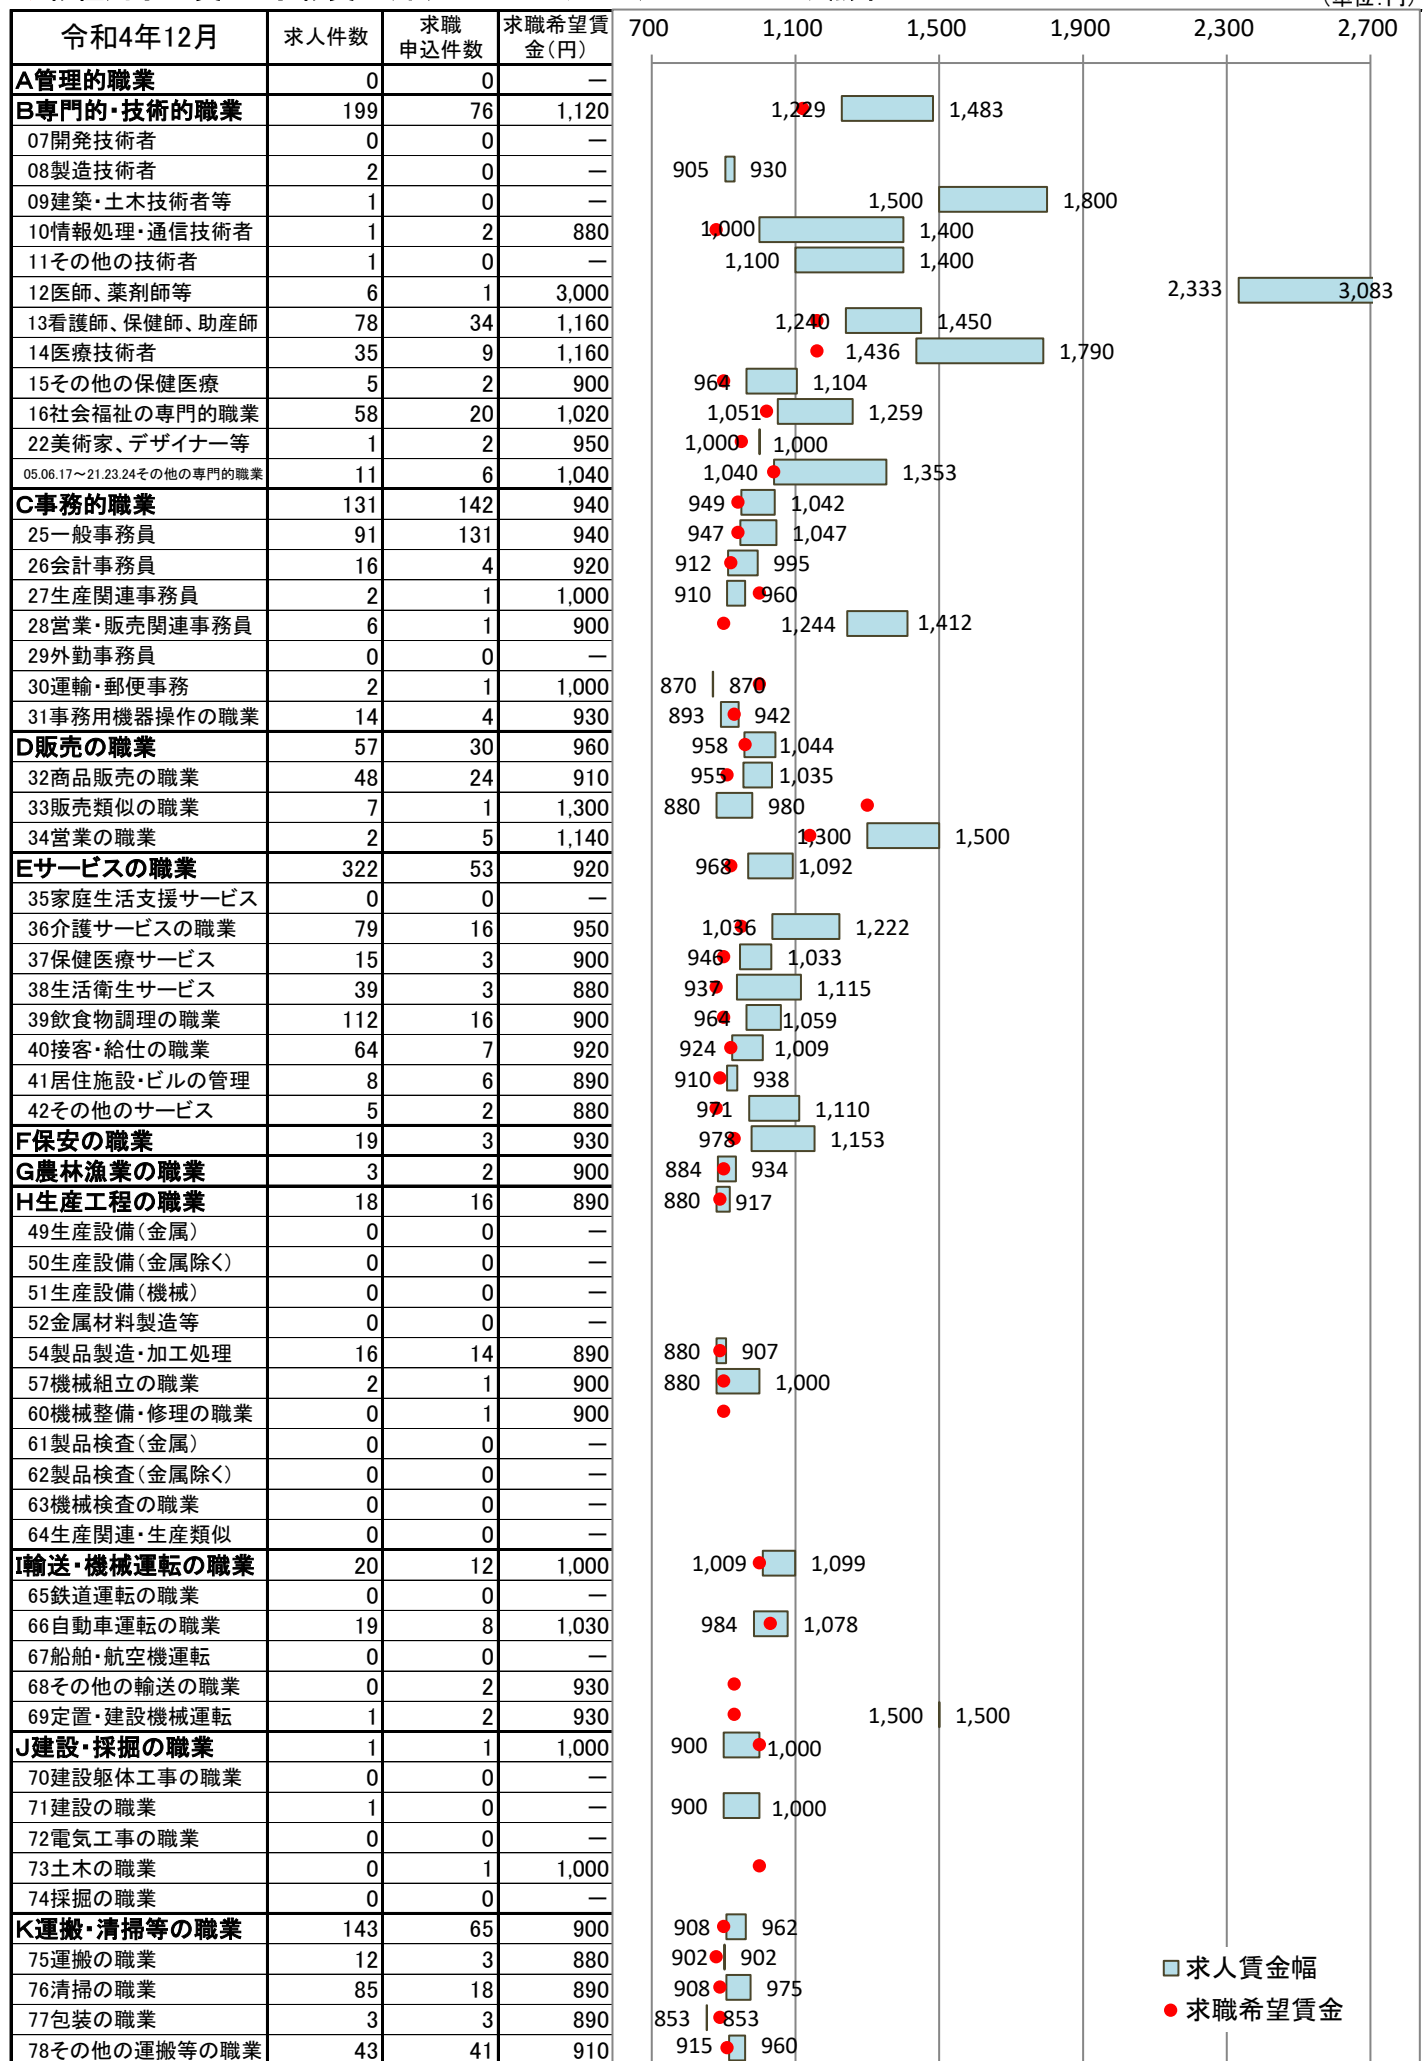 (単位:円)
令和4年12月 求人件数 求職申込件数 求職希望賃金(円) 700 1,100 1,500 1,900 2,300 2,700
A管理的職業 0 0 ―
B専門的・技術的職業 199 76 1,120 1,229 1,483
07開発技術者 0 0 ―
08製造技術者 2 0 ― 905 930
09建築・土木技術者等 1 0 ― 1,500 1,800
10情報処理・通信技術者 1 2 880 1,000 1,400
11その他の技術者 1 0 ― 1,100 1,400
12医師、薬剤師等 6 1 3,000 2,333 3,083
13看護師、保健師、助産師 78 34 1,160 1,240 1,450
14医療技術者 35 9 1,160 1,436 1,790
15その他の保健医療 5 2 900 964 1,104
16社会福祉の専門的職業 58 20 1,020 1,051 1,259
22美術家、デザイナー等 1 2 950 1,000 1,000
05.06.17～21.23.24その他の専門的職業 11 6 1,040 1,040 1,353
C事務的職業 131 142 940 949 1,042
25一般事務員 91 131 940 947 1,047
26会計事務員 16 4 920 912 995
27生産関連事務員 2 1 1,000 910 960
28営業・販売関連事務員 6 1 900 1,244 1,412
29外勤事務員 0 0 ―
30運輸・郵便事務 2 1 1,000 870 870
31事務用機器操作の職業 14 4 930 893 942
D販売の職業 57 30 960 958 1,044
32商品販売の職業 48 24 910 955 1,035
33販売類似の職業 7 1 1,300 880 980
34営業の職業 2 5 1,140 1,300 1,500
Eサービスの職業 322 53 920 968 1,092
35家庭生活支援サービス 0 0 ―
36介護サービスの職業 79 16 950 1,036 1,222
37保健医療サービス 15 3 900 946 1,033
38生活衛生サービス 39 3 880 937 1,115
39飲食物調理の職業 112 16 900 964 1,059
40接客・給仕の職業 64 7 920 924 1,009
41居住施設・ビルの管理 8 6 890 910 938
42その他のサービス 5 2 880 971 1,110
F保安の職業 19 3 930 978 1,153
G農林漁業の職業 3 2 900 884 934
H生産工程の職業 18 16 890 880 917
49生産設備(金属) 0 0 ―
50生産設備(金属除く) 0 0 ―
51生産設備(機械) 0 0 ―
52金属材料製造等 0 0 ―
54製品製造・加工処理 16 14 890 880 907
57機械組立の職業 2 1 900 880 1,000
60機械整備・修理の職業 0 1 900
61製品検査(金属) 0 0 ―
62製品検査(金属除く) 0 0 ―
63機械検査の職業 0 0 ―
64生産関連・生産類似 0 0 ―
I輸送・機械運転の職業 20 12 1,000 1,009 1,099
65鉄道運転の職業 0 0 ―
66自動車運転の職業 19 8 1,030 984 1,078
67船舶・航空機運転 0 0 ―
68その他の輸送の職業 0 2 930
69定置・建設機械運転 1 2 930 1,500 1,500
J建設・採掘の職業 1 1 1,000 900 1,000
70建設躯体工事の職業 0 0 ―
71建設の職業 1 0 ― 900 1,000
72電気工事の職業 0 0 ―
73土木の職業 0 1 1,000
74採掘の職業 0 0 ―
K運搬・清掃等の職業 143 65 900 908 962
75運搬の職業 12 3 880 902 902
76清掃の職業 85 18 890 908 975
77包装の職業 3 3 890 853 853
78その他の運搬等の職業 43 41 910 915 960
求人賃金幅
求職希望賃金